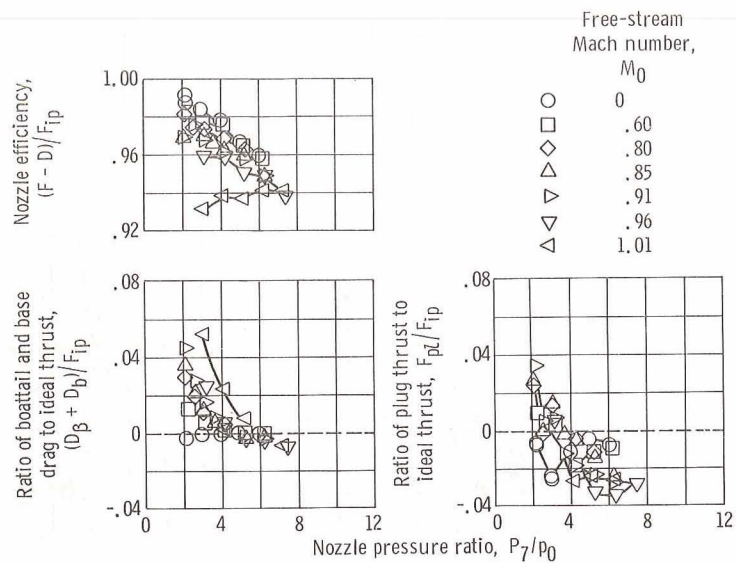 Free-stream
Mach number,
M0
0
.60
.80
.85
.91
.96
1.01
Nozzle efficiency,
(F - D)/Fip
1.00
.96
.92
Ratio of boattail and base
drag to ideal thrust,
(Dβ + Db)/Fip
.08
.04
0
-.04
0 4 8 12
Ratio of plug thrust to
ideal thrust, Fpl/Fip
.08
.04
0
-.04
0 4 8 12
Nozzle pressure ratio, P7/p0